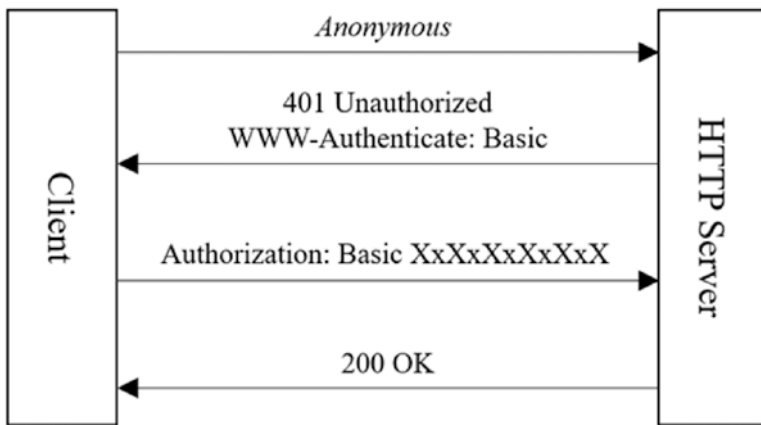 Anonymous
401 Unauthorized
WWW-Authenticate: Basic
Client
HTTP Server
Authorization: Basic XxXxXxXxXxX
200 OK